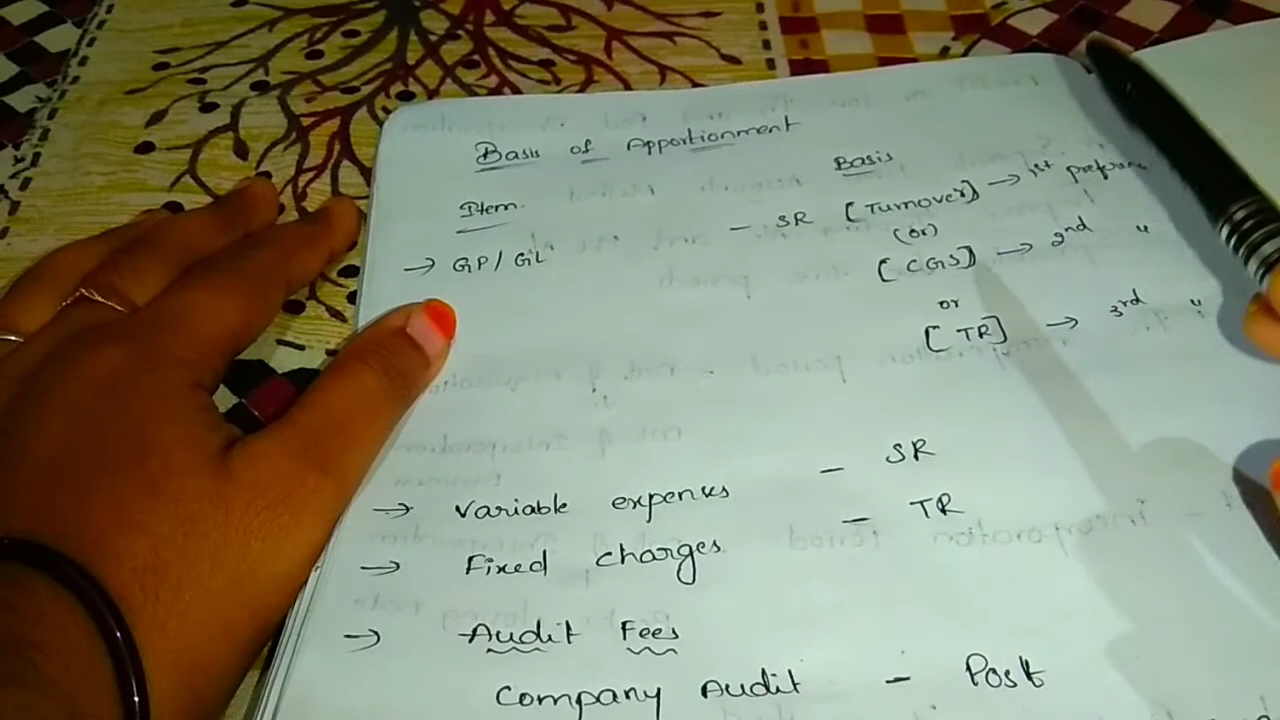 Basis of Apportionment
Item. Basis
→ GP/GL - SR [Turnover] → 1st preferen
(or)
[CGS] → 2nd "
or
[TR] → 3rd "
→ Variable expenses - SR
→ Fixed charges - TR
→ Audit Fees
Company Audit - Post